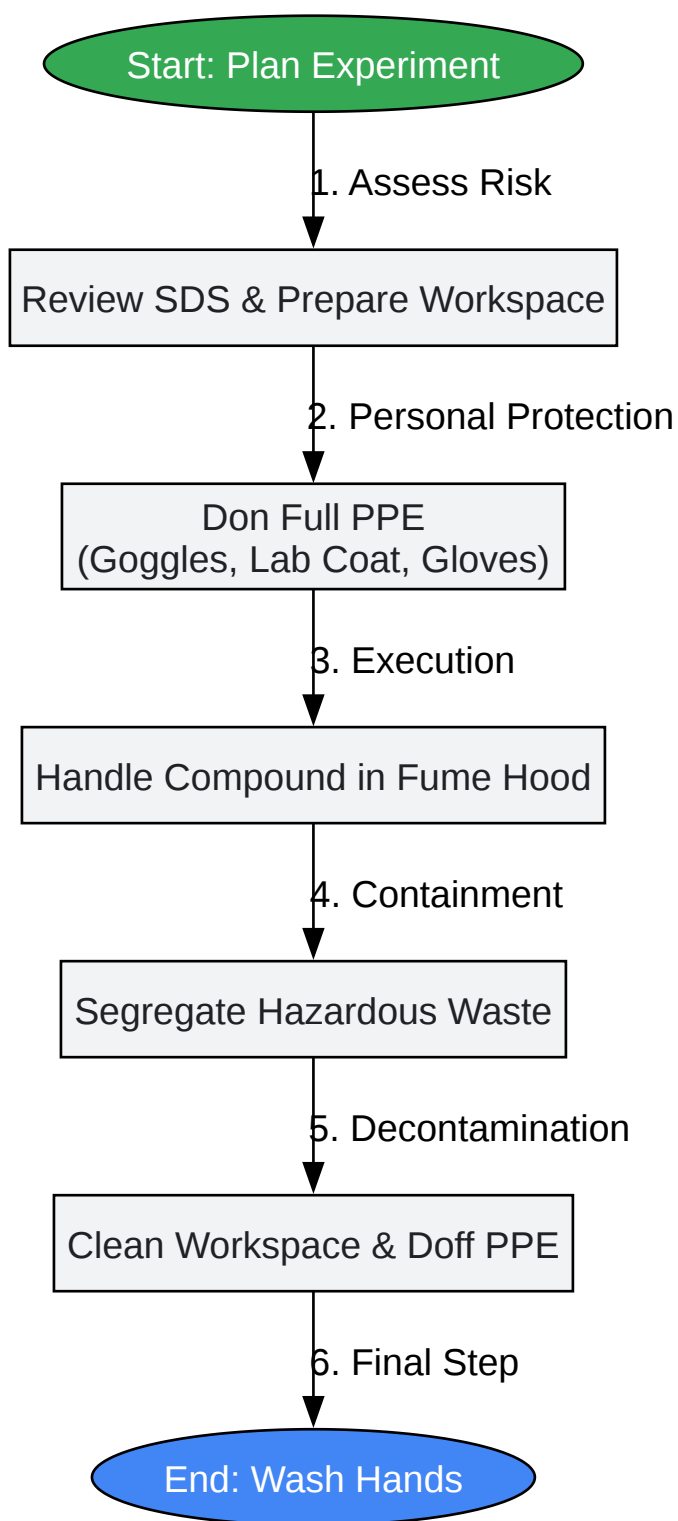 Start: Plan Experiment
1. Assess Risk
Review SDS & Prepare Workspace
2. Personal Protection
Don Full PPE
(Goggles, Lab Coat, Gloves)
3. Execution
Handle Compound in Fume Hood
4. Containment
Segregate Hazardous Waste
5. Decontamination
Clean Workspace & Doff PPE
6. Final Step
End: Wash Hands